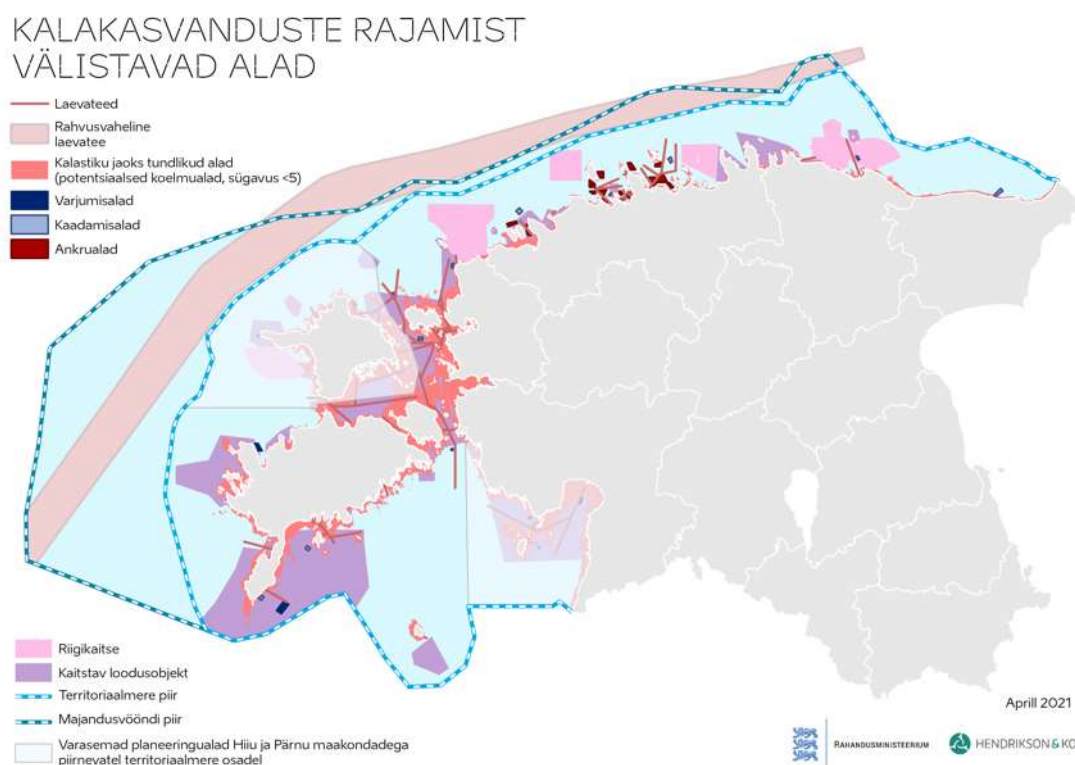 KALAKASVANDUSTE RAJAMIST
VÄLISTAVAD ALAD
Laevateed
Rahvusvaheline
laevatee
Kalastiku jaoks tundlikud alad
(potentsiaalsed koelmualad, sügavus <5)
Varjumisalad
Kaadamisalad
Ankrualad
Riigikaitse
Kaitstav loodusobjekt
Territoriaalmere piir
Majandusvööndi piir
Varasemad planeeringualad Hiiu ja Pärnu maakondadega
piirnevatel territoriaalmere osadel
Aprill 2021
RAHANDUSMINISTEERIUM
HENDRIKSON & KO